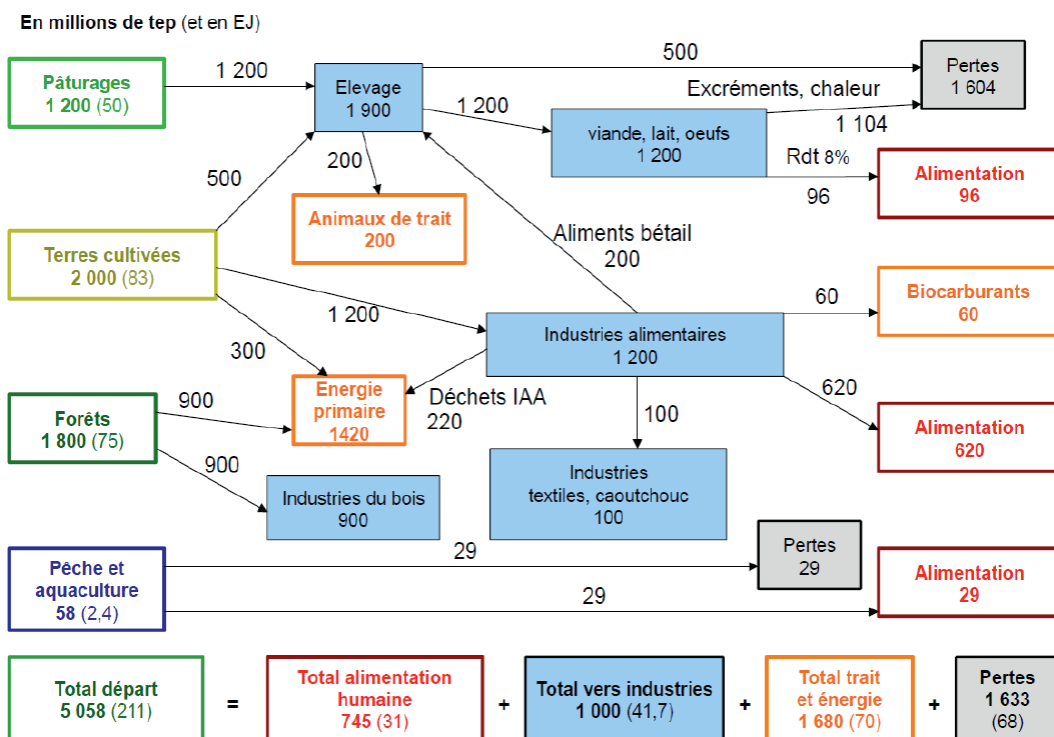 En millions de tep (et en EJ)
500
Pâturages
1 200 (50)
1 200
Elevage
1 900
Pertes
1 604
Excréments, chaleur
1 104
1 200
viande, lait, oeufs
1 200
Rdt 8%
96
Alimentation
96
500
200
Animaux de trait
200
Aliments bétail
200
Terres cultivées
2 000 (83)
1 200
300
Industries alimentaires
1 200
60
Biocarburants
60
620
Alimentation
620
Energie
primaire
1420
Déchets IAA
220
100
Forêts
1 800 (75)
900
900
Industries du bois
900
Industries
textiles, caoutchouc
100
Pêche et
aquaculture
58 (2,4)
29
Pertes
29
29
Alimentation
29
Total départ
5 058 (211)
=
Total alimentation
humaine
745 (31)
+
Total vers industries
1 000 (41,7)
+
Total trait
et énergie
1 680 (70)
+
Pertes
1 633
(68)